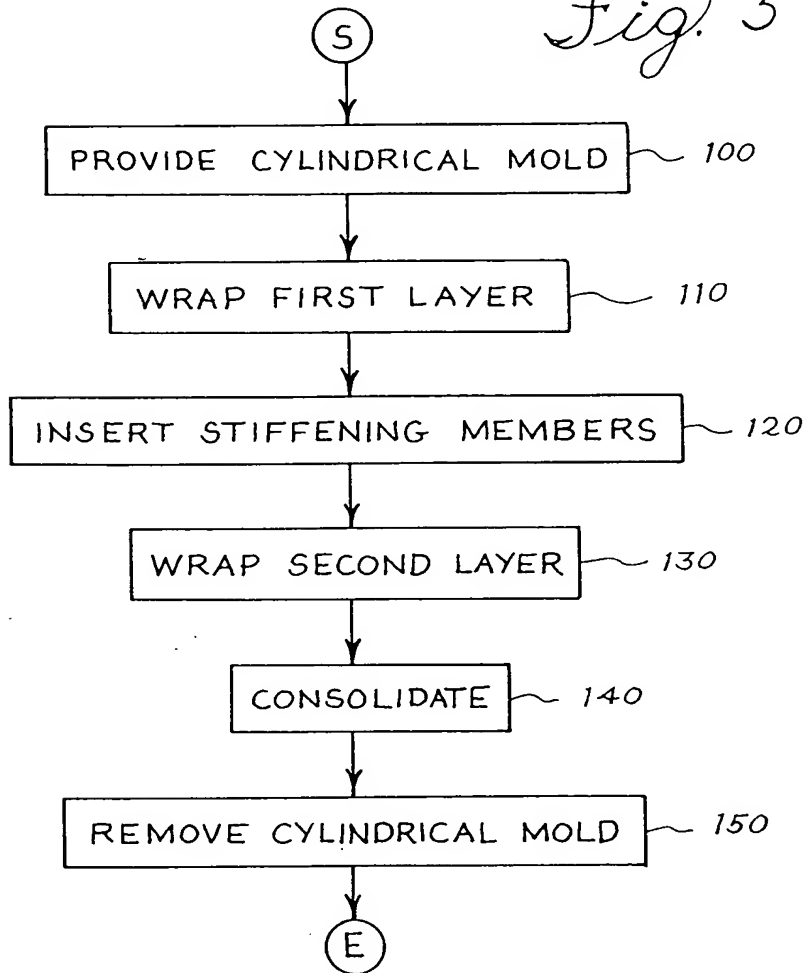 Fig. 5
S
PROVIDE CYLINDRICAL MOLD 100
WRAP FIRST LAYER 110
INSERT STIFFENING MEMBERS 120
WRAP SECOND LAYER 130
CONSOLIDATE 140
REMOVE CYLINDRICAL MOLD 150
E